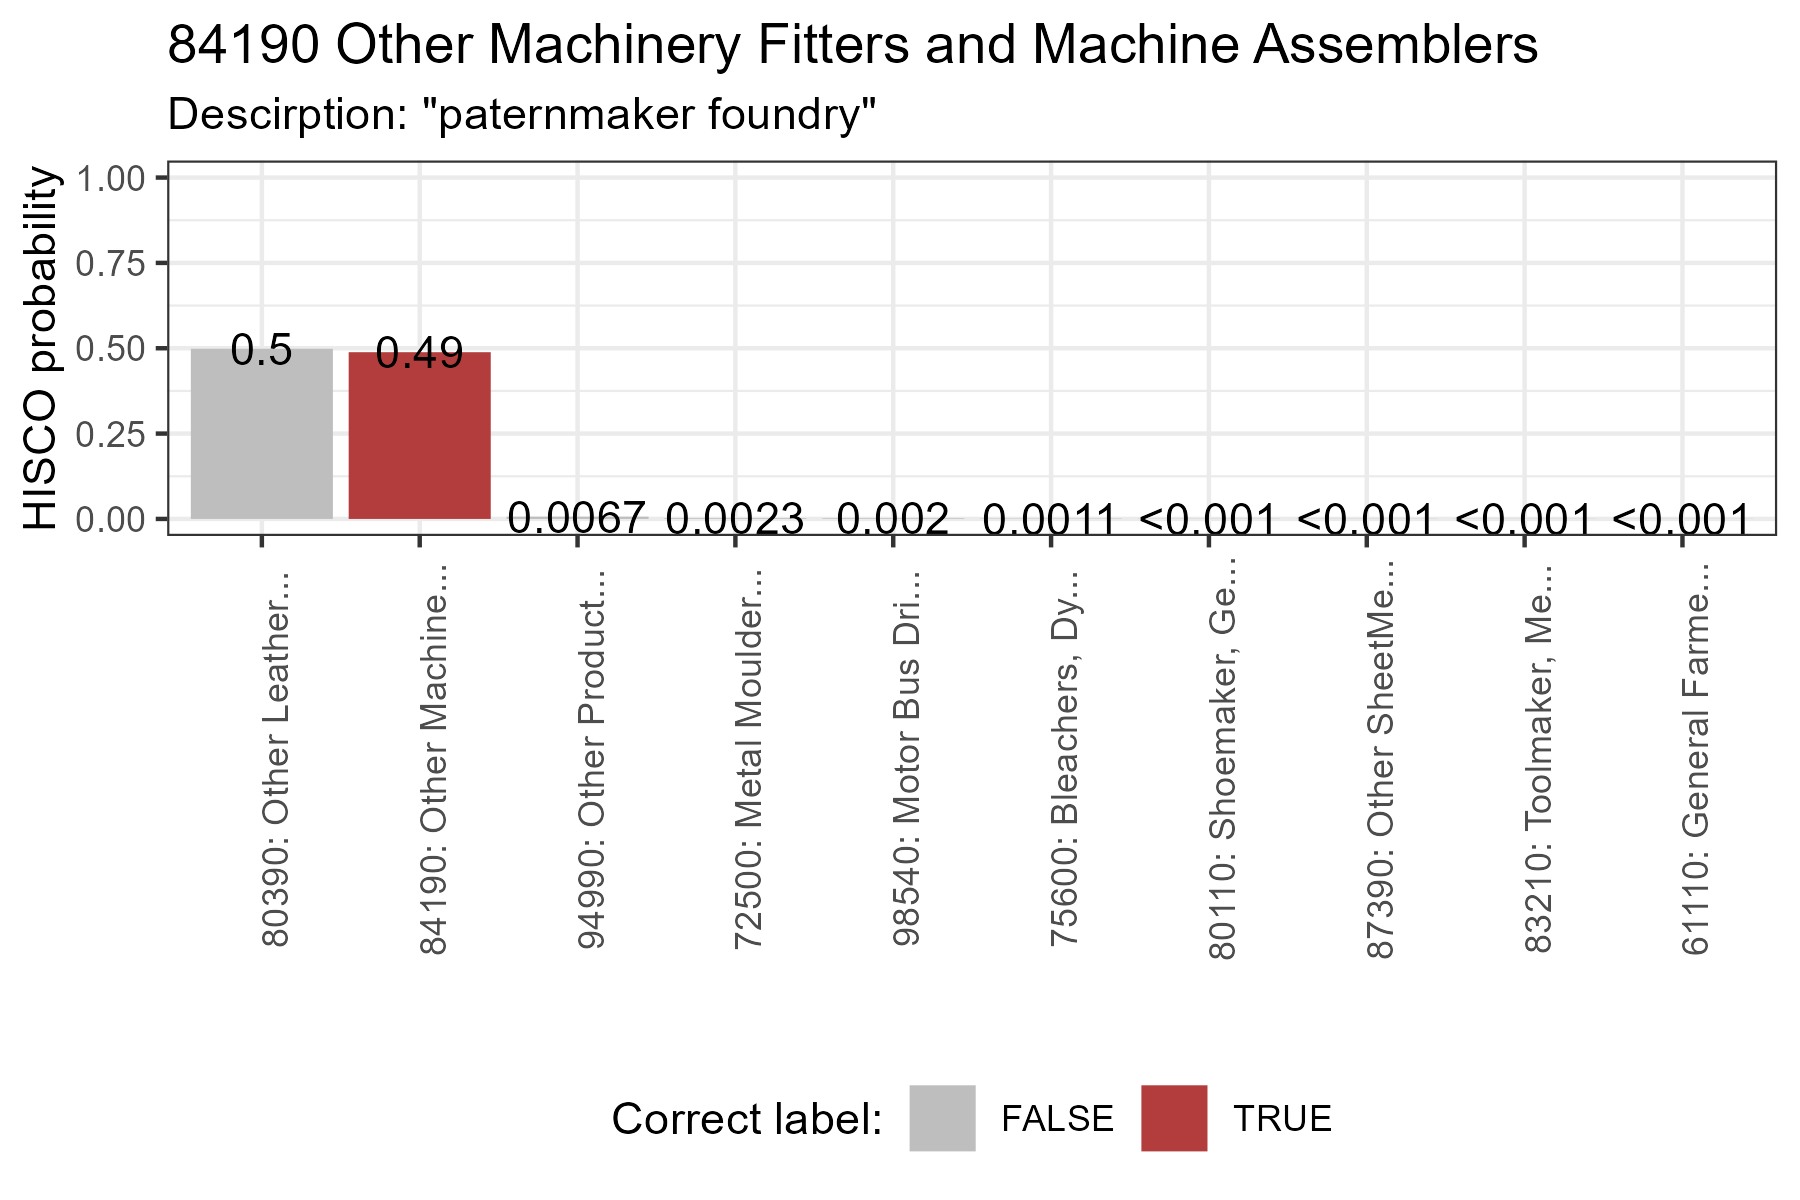 84190 Other Machinery Fitters and Machine Assemblers
Descirption: "paternmaker foundry"
HISCO probability
1.00
0.75
0.50
0.25
0.00
0.5
0.49
0.0067
0.0023
0.002
0.0011
<0.001
<0.001
<0.001
<0.001
80390: Other Leather...
84190: Other Machine...
94990: Other Product...
72500: Metal Moulder...
98540: Motor Bus Dri...
75600: Bleachers, Dy...
80110: Shoemaker, Ge...
87390: Other SheetMe...
83210: Toolmaker, Me...
61110: General Farme...
Correct label: FALSE TRUE